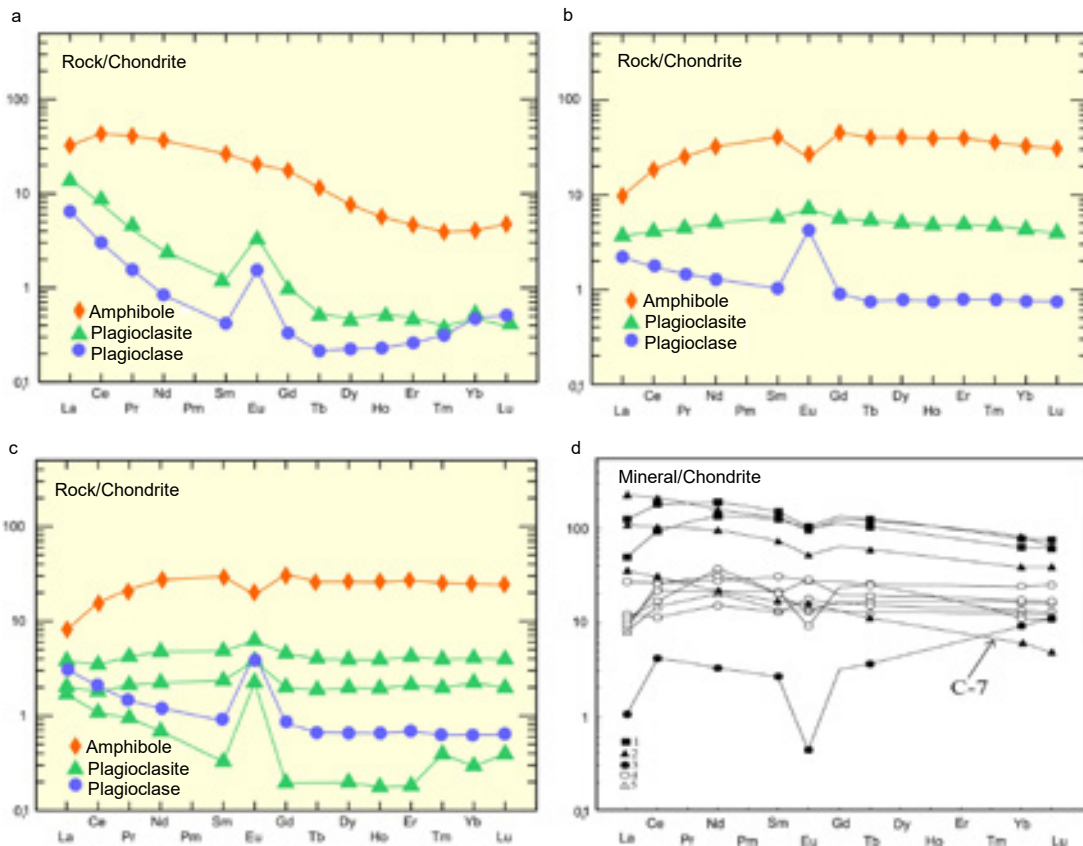 a
Rock/Chondrite
100
10
1
0,1
Amphibole
Plagioclasite
Plagioclase
Ce Nd Sm Gd Dy Er Yb
La Pr Pm Eu Tb Ho Tm Lu
b
Rock/Chondrite
100
10
1
0,1
Amphibole
Plagioclasite
Plagioclase
Ce Nd Sm Gd Dy Er Yb
La Pr Pm Eu Tb Ho Tm Lu
c
Rock/Chondrite
100
10
1
0,1
Amphibole
Plagioclasite
Plagioclase
Ce Nd Sm Gd Dy Er Yb
La Pr Pm Eu Tb Ho Tm Lu
d
Mineral/Chondrite
100
10
1
0,1
C-7
1
2
3
4
5
Ce Nd Sm Gd Dy Er Yb
La Pr Pm Eu Tb Ho Tm Lu